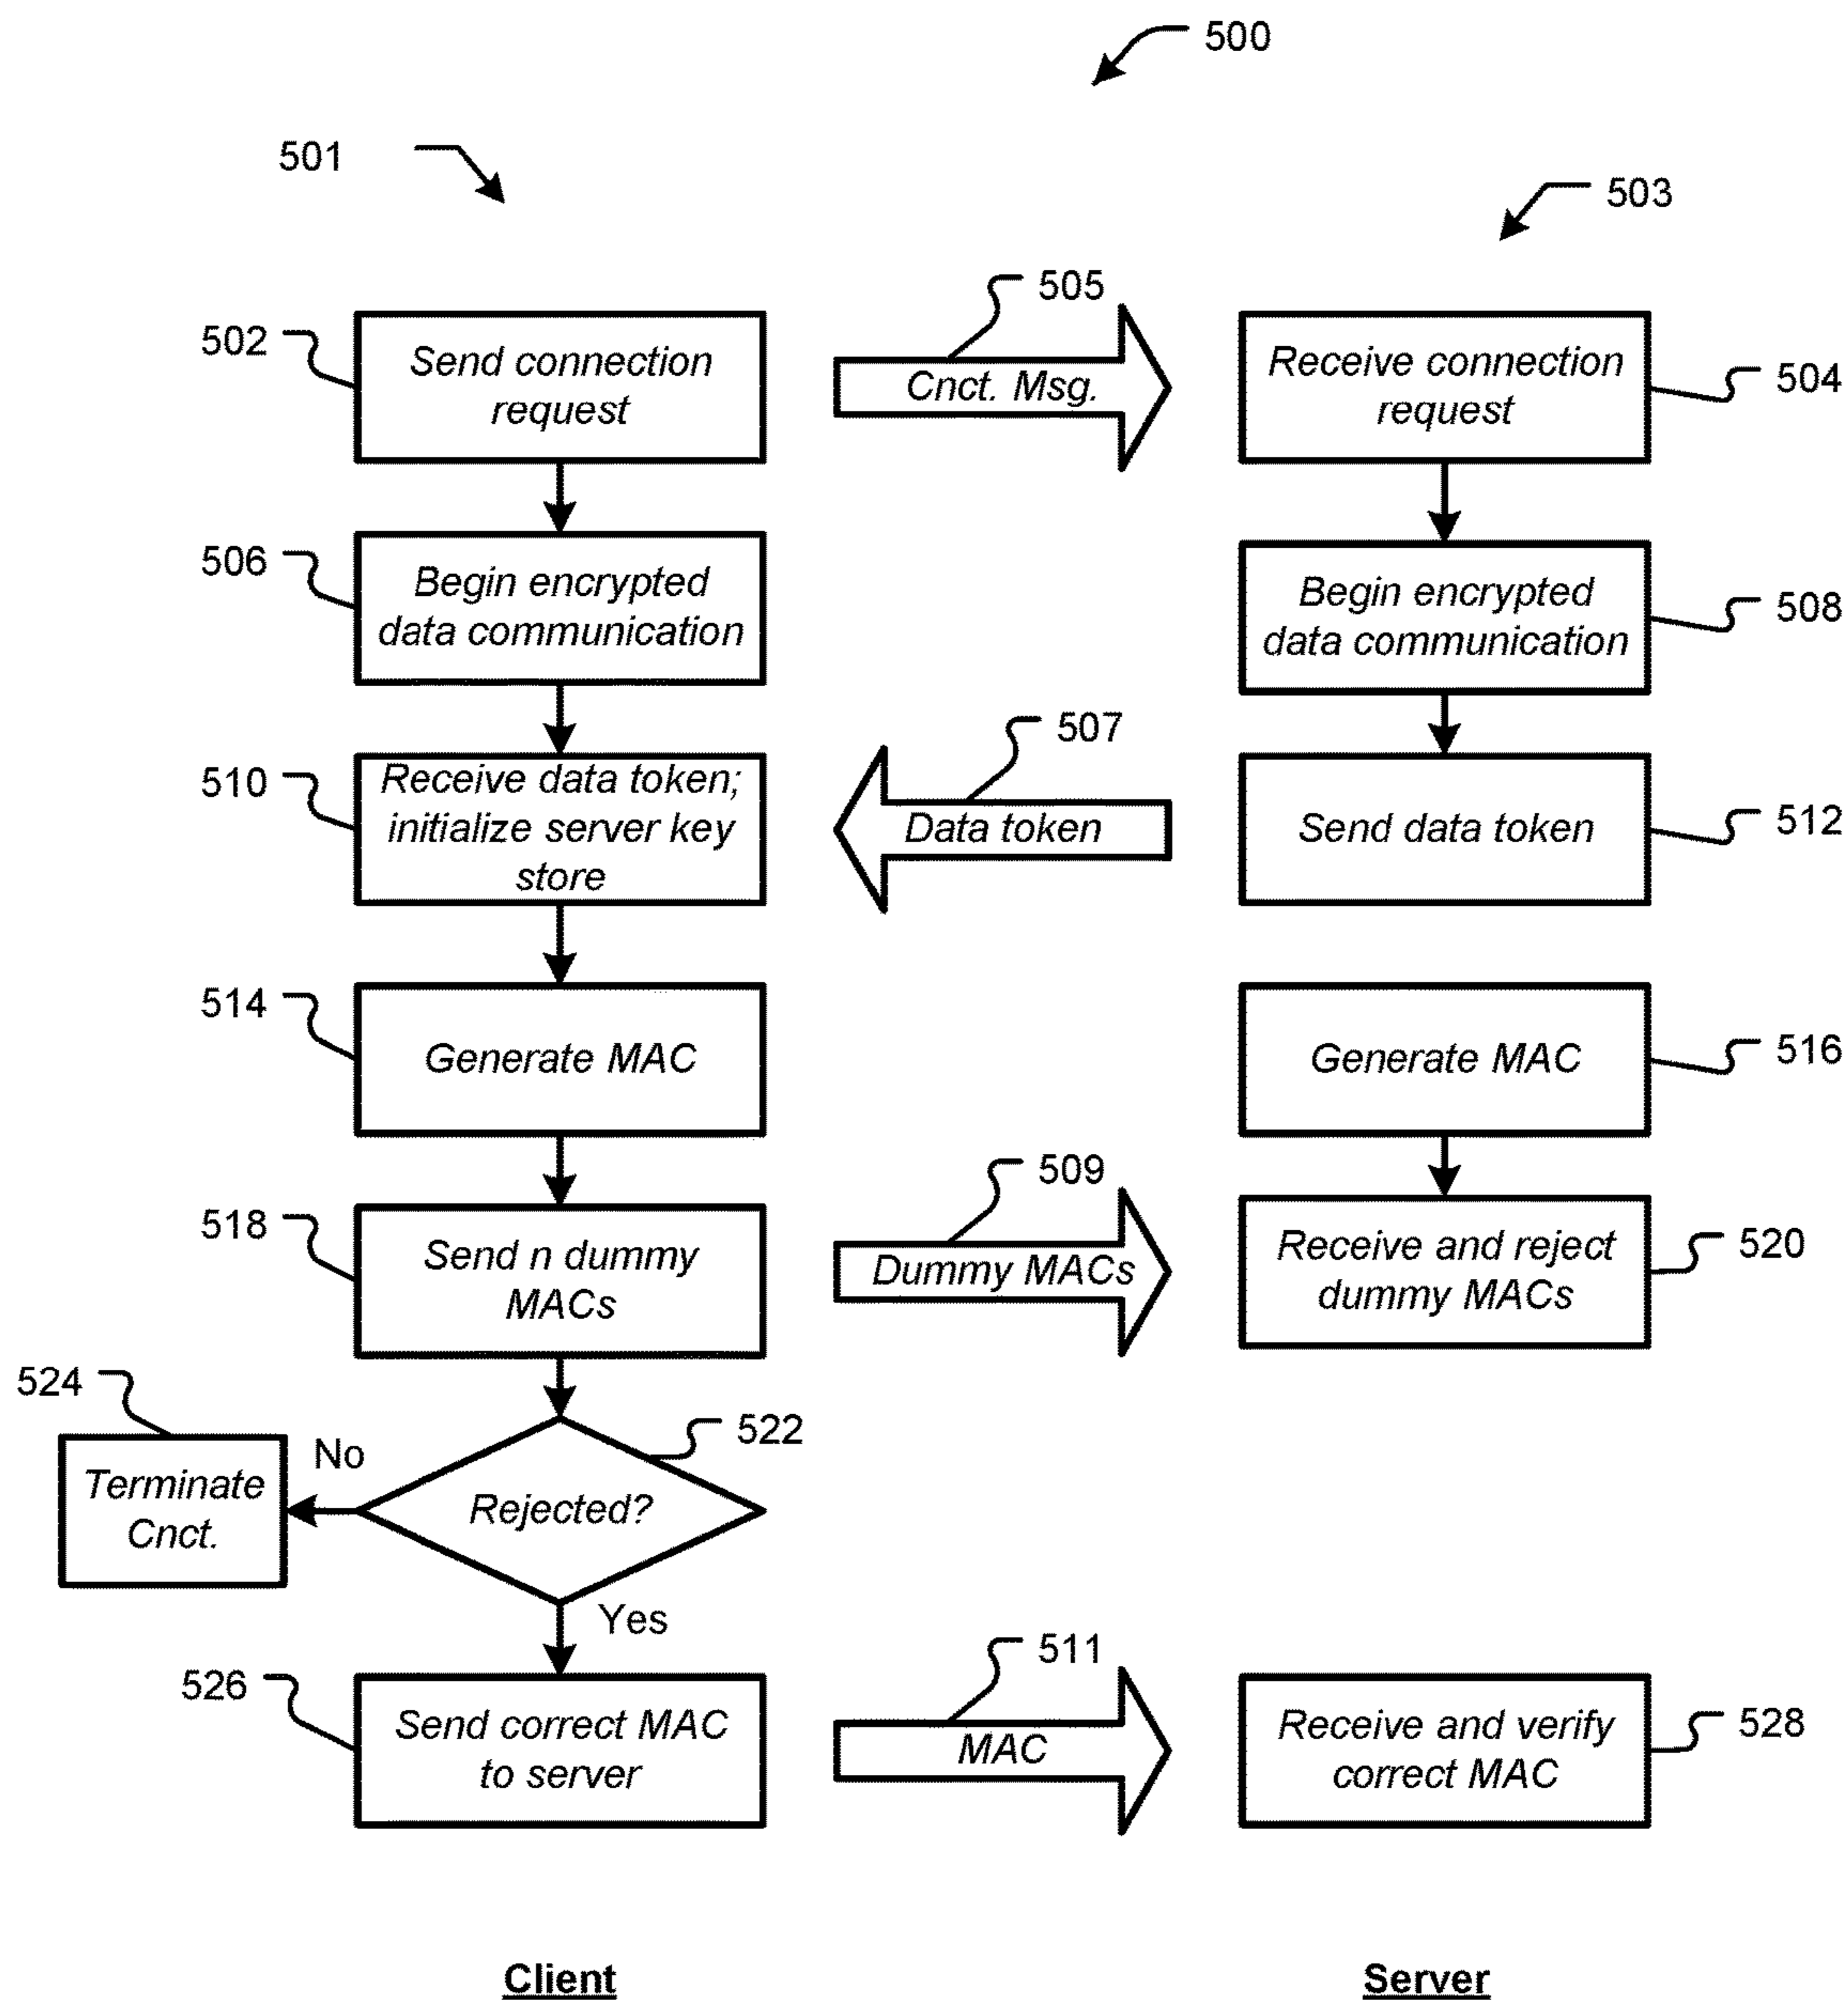 500
501
503
505
502
Send connection
request
Cnct. Msg.
Receive connection
request
504
506
Begin encrypted
data communication
Begin encrypted
data communication
508
507
510
Receive data token;
initialize server key
store
Data token
Send data token
512
514
Generate MAC
Generate MAC
516
509
518
Send n dummy
MACs
Dummy MACs
Receive and reject
dummy MACs
520
524
522
No
Terminate
Cnct.
Rejected?
Yes
511
526
Send correct MAC
to server
MAC
Receive and verify
correct MAC
528
Client
Server